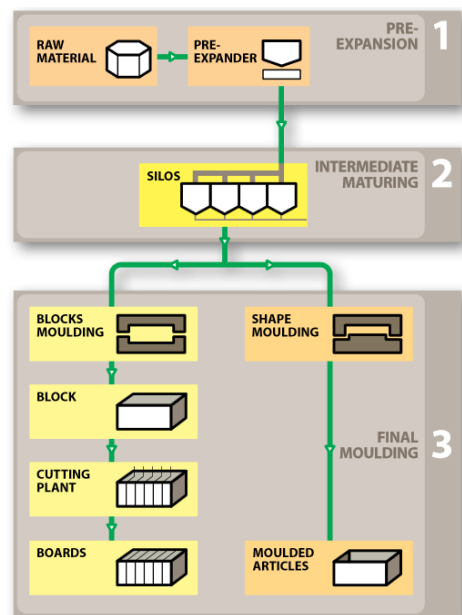 RAW
MATERIAL
PRE-
EXPANDER
PRE-
EXPANSION
1
SILOS
INTERMEDIATE
MATURING
2
BLOCKS
MOULDING
SHAPE
MOULDING
BLOCK
CUTTING
PLANT
FINAL
MOULDING
3
BOARDS
MOULDED
ARTICLES